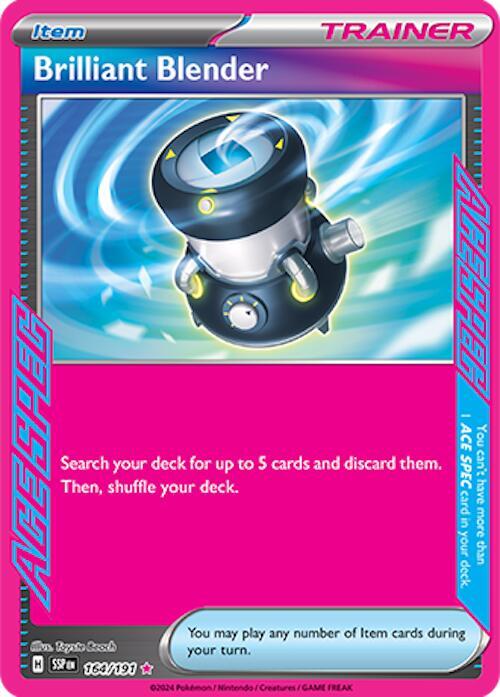 Item
TRAINER
Brilliant Blender
ACE SPEC
ACE SPEC
Search your deck for up to 5 cards and discard them.
Then, shuffle your deck.
You can't have more than
1 ACE SPEC card in your deck.
Illus. Toyste Beach
You may play any number of Item cards during
your turn.
H SSP EN 164/191
©2024 Pokémon / Nintendo / Creatures / GAME FREAK